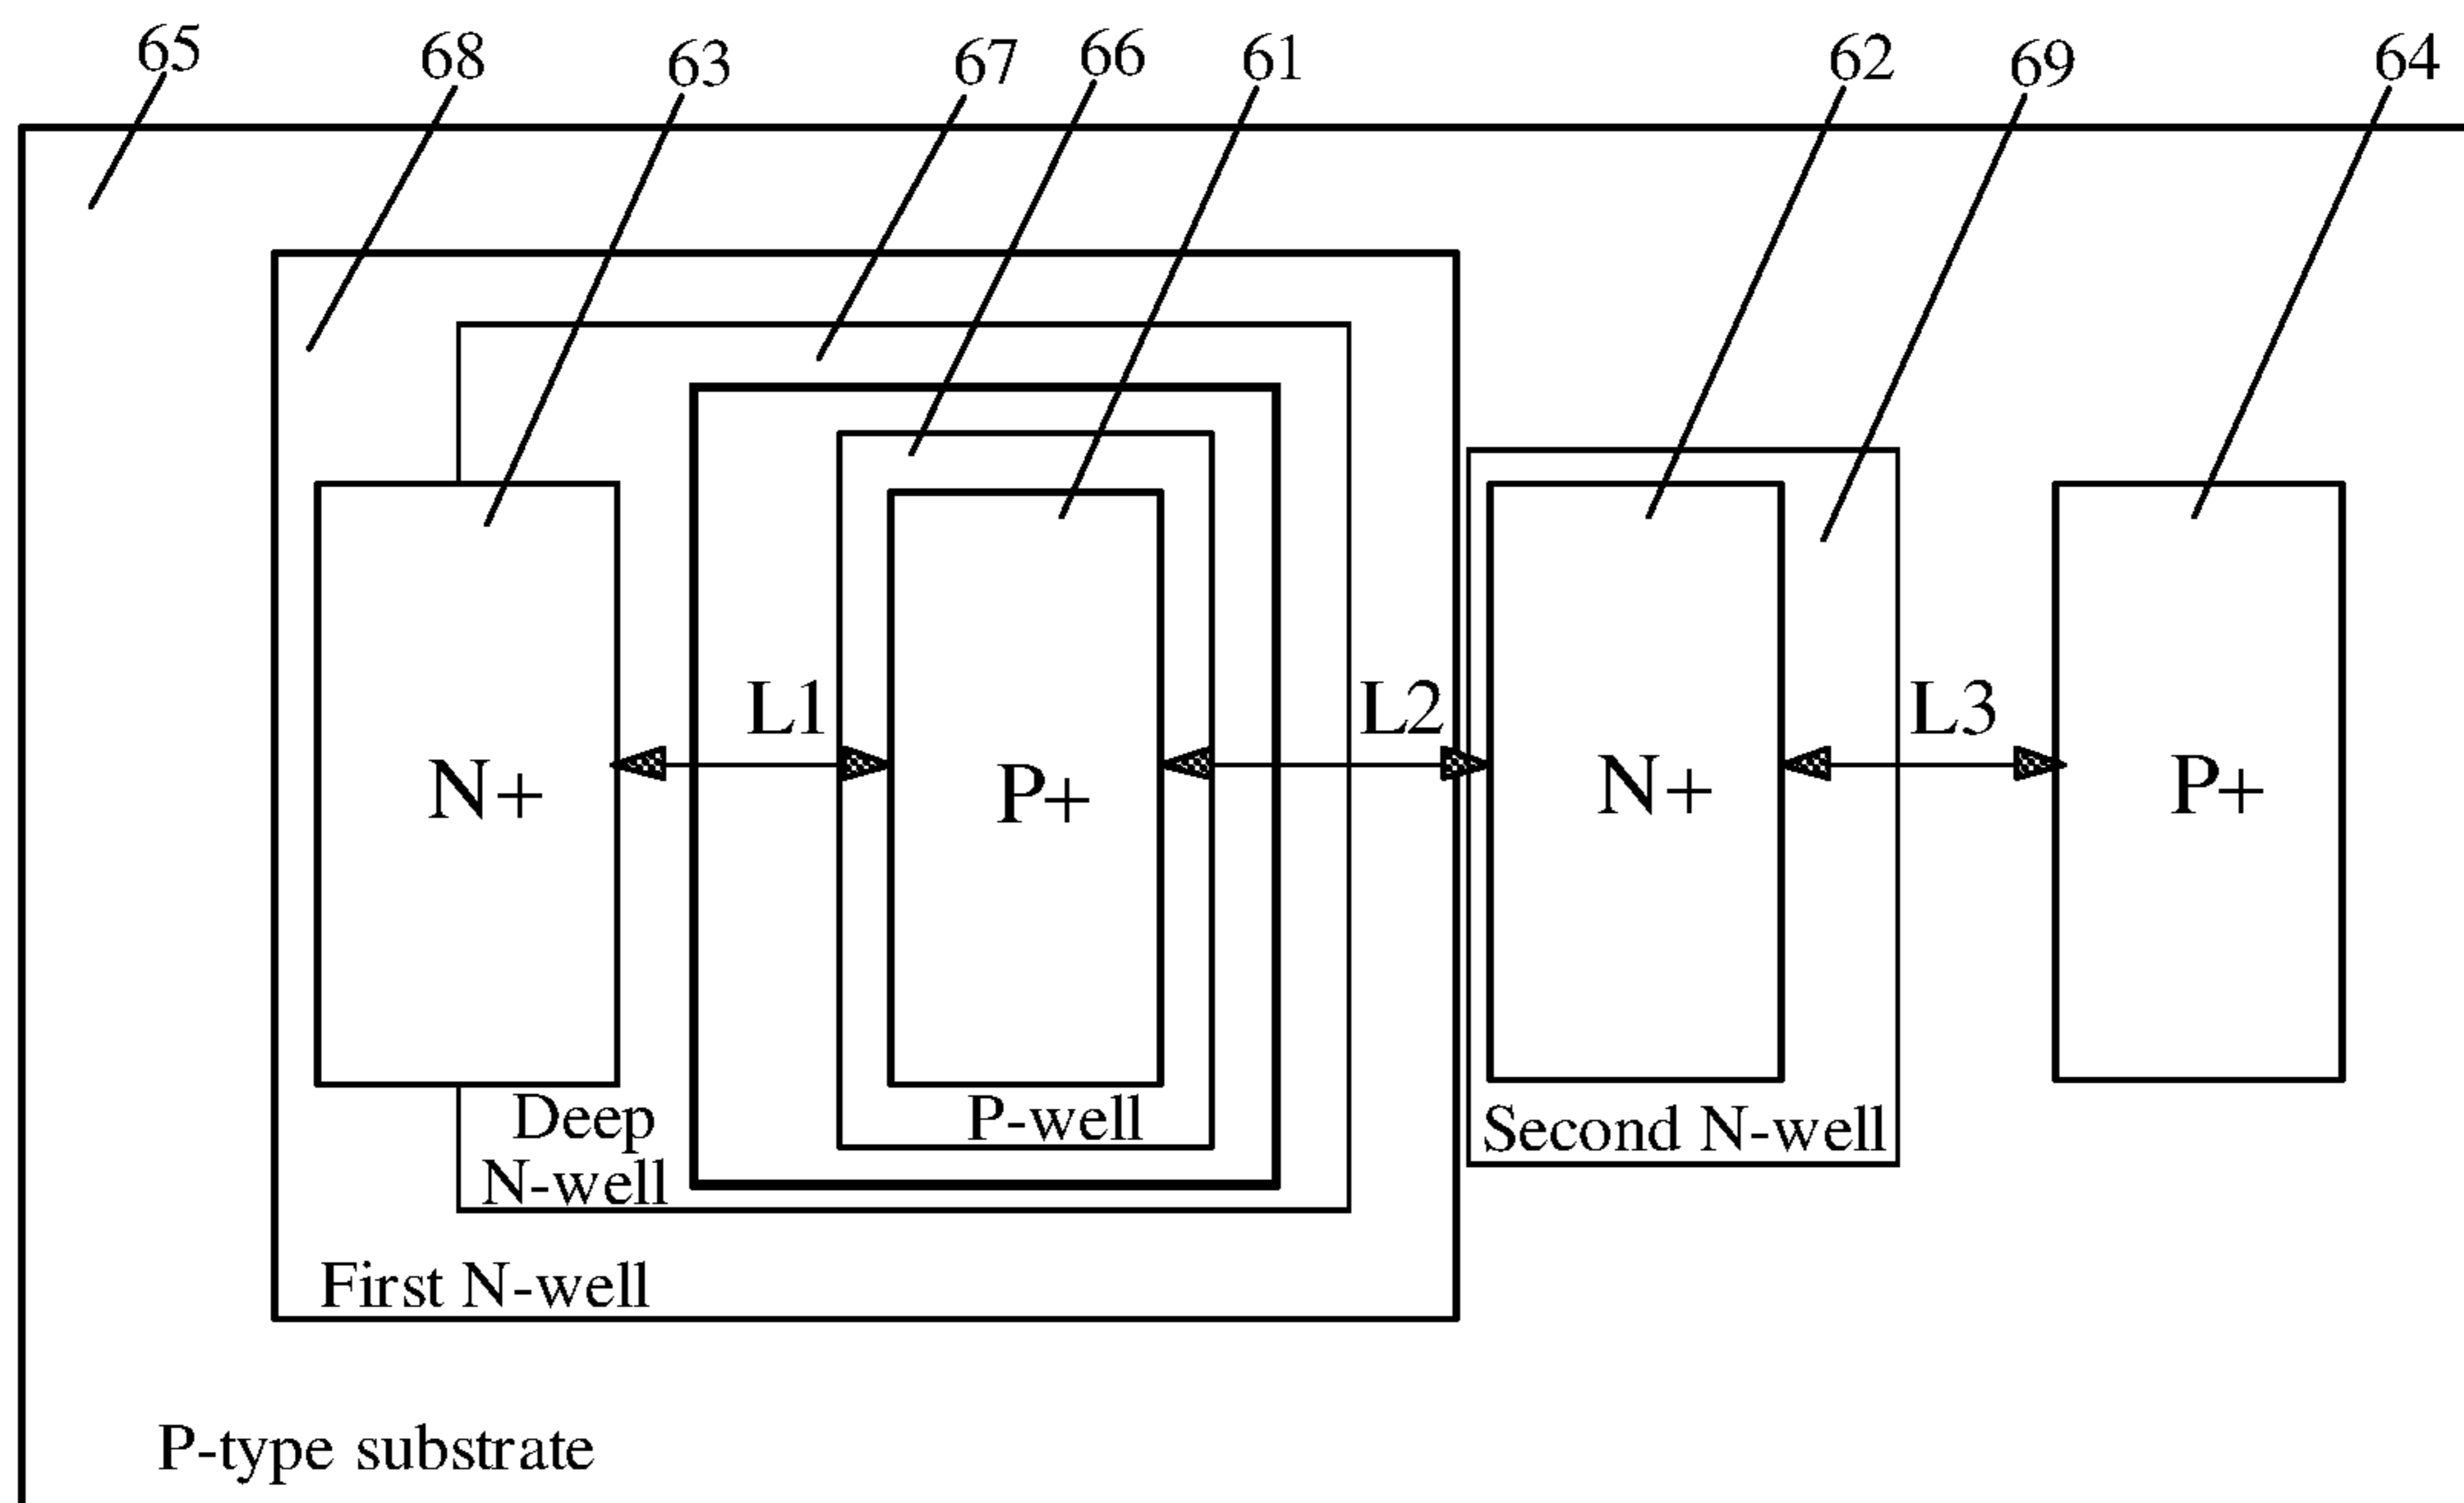 65 68 63 67 66 61 62 69 64
L1 L2 L3
N+ P+ N+ P+
Deep
N-well
P-well
Second N-well
First N-well
P-type substrate